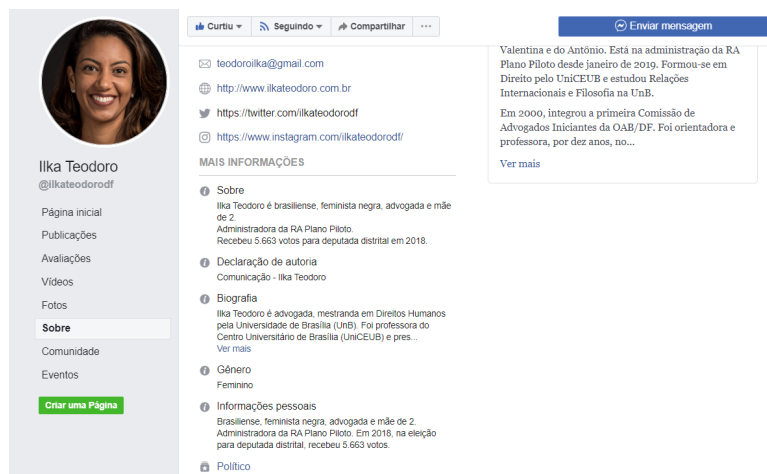 Curtiu
Seguindo
Compartilhar
Enviar mensagem
Ilka Teodoro
@ilkateodorodf
Página inicial
Publicações
Avaliações
Vídeos
Fotos
Sobre
Comunidade
Eventos
Criar uma Página
teodoroilka@gmail.com
http://www.ilkateodoro.com.br
https://twitter.com/ilkateodorodf
https://www.instagram.com/ilkateodorodf/
MAIS INFORMAÇÕES
Sobre
Ilka Teodoro é brasiliense, feminista negra, advogada e mãe
de 2.
Administradora da RA Plano Piloto.
Recebeu 5.663 votos para deputada distrital em 2018.
Declaração de autoria
Comunicação - Ilka Teodoro
Biografia
Ilka Teodoro é advogada, mestranda em Direitos Humanos
pela Universidade de Brasília (UnB). Foi professora do
Centro Universitário de Brasília (UniCEUB) e pres...
Ver mais
Gênero
Feminino
Informações pessoais
Brasiliense, feminista negra, advogada e mãe de 2.
Administradora da RA Plano Piloto. Em 2018, na eleição
para deputada distrital, recebeu 5.663 votos.
Político
Valentina e do Antônio. Está na administração da RA
Plano Piloto desde janeiro de 2019. Formou-se em
Direito pelo UniCEUB e estudou Relações
Internacionais e Filosofia na UnB.
Em 2000, integrou a primeira Comissão de
Advogados Iniciantes da OAB/DF. Foi orientadora e
professora, por dez anos, no...
Ver mais